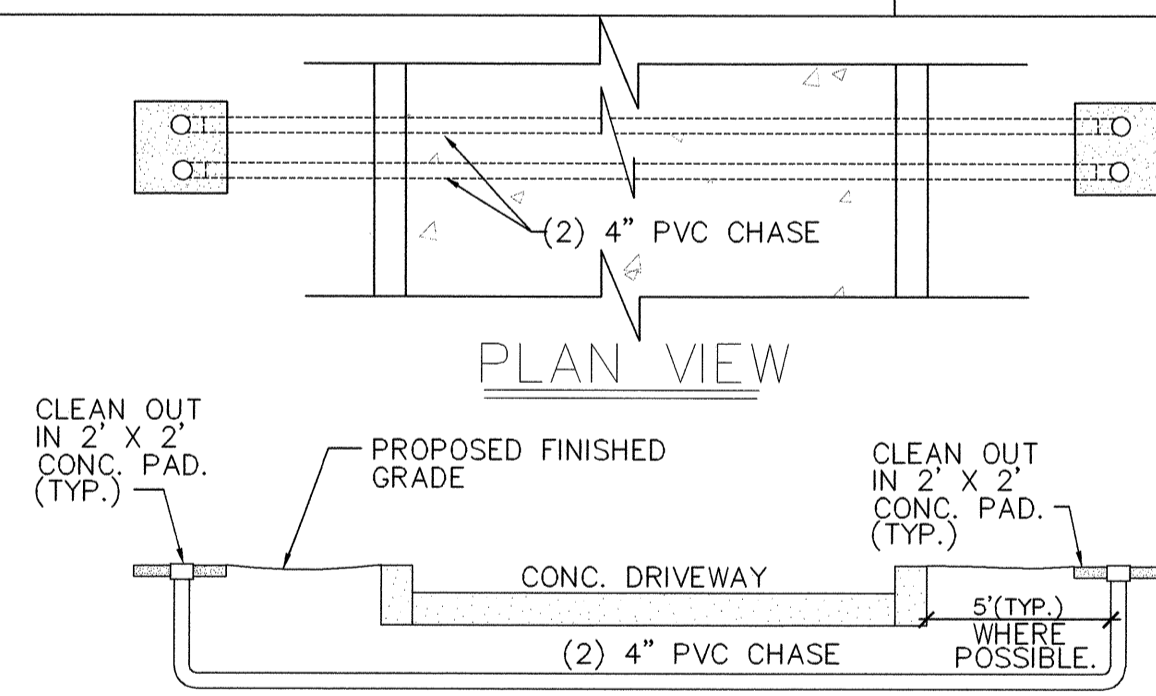 (2) 4” PVC CHASE
PLAN VIEW
CLEAN OUT
IN 2’ X 2’
CONC. PAD.
(TYP.)
PROPOSED FINISHED
GRADE
CLEAN OUT
IN 2’ X 2’
CONC. PAD.
(TYP.)
CONC. DRIVEWAY
5’(TYP.)
WHERE
POSSIBLE.
(2) 4” PVC CHASE